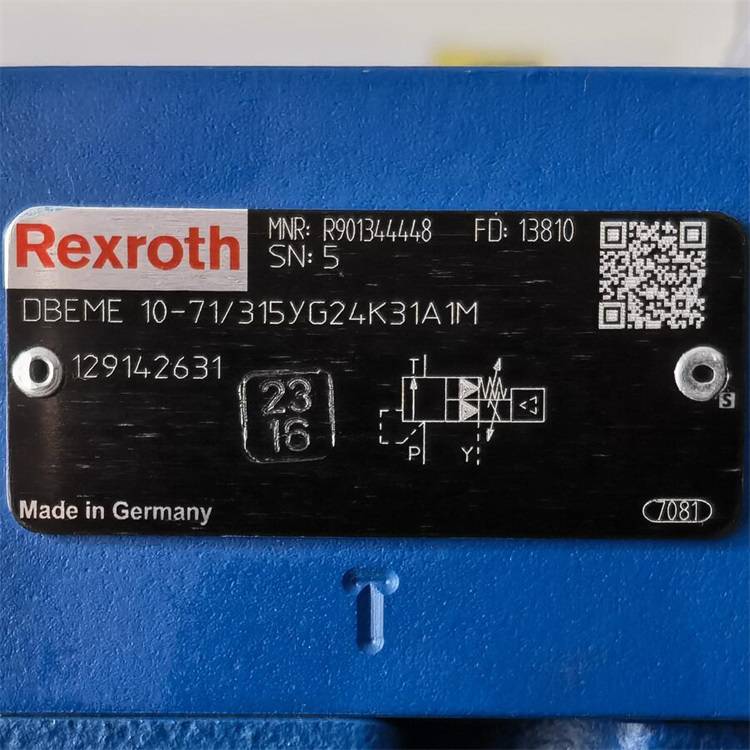 Rexroth
MNR: R901344448 FD: 13810
SN: 5
DBEME 10-71/315YG24K31A1M
129142631
23
16
T
P
Y
S
Made in Germany
7081
T